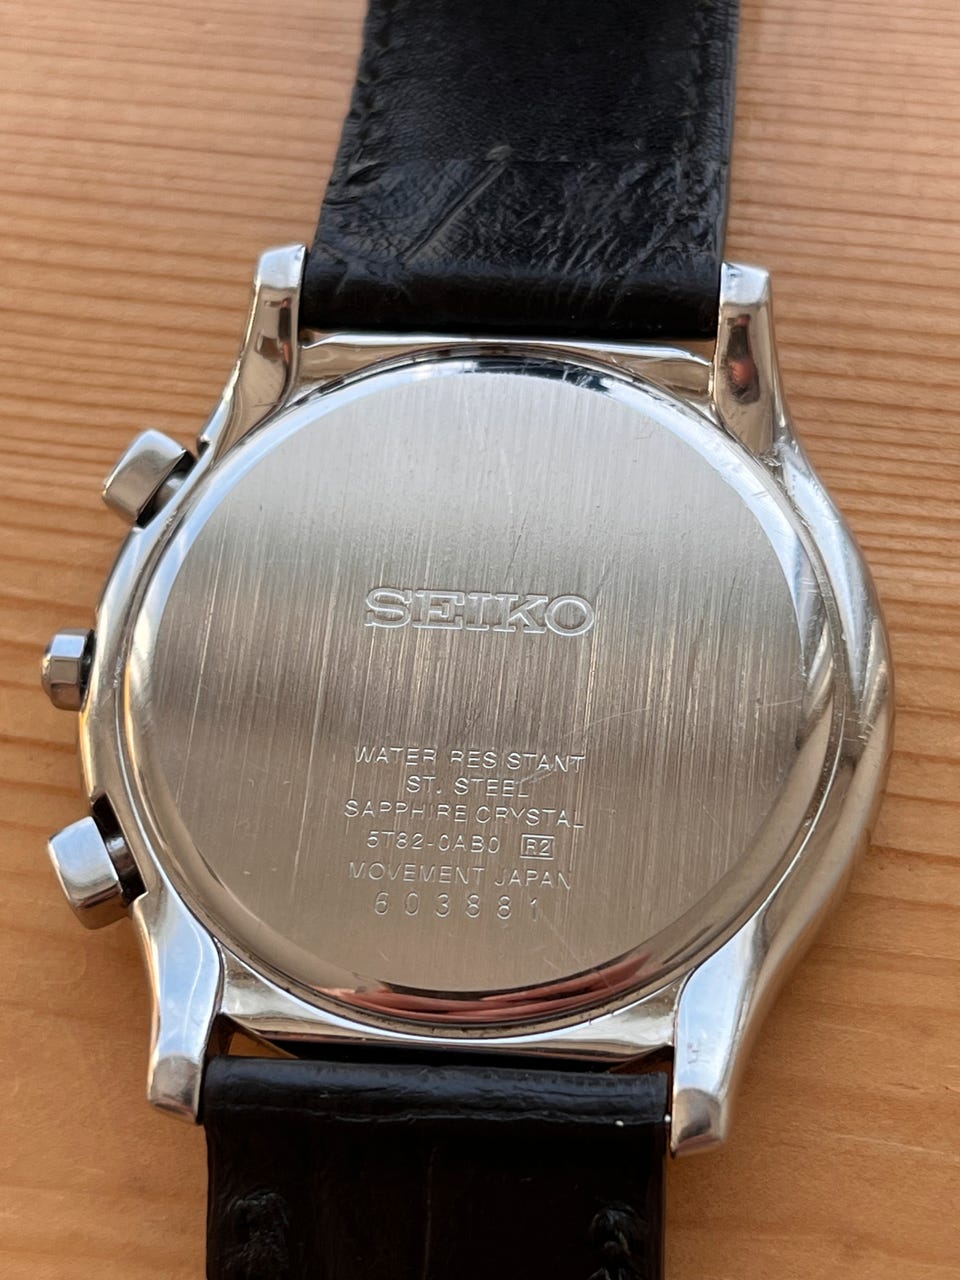 SEIKO
WATER RESISTANT
ST. STEEL
SAPPHIRE CRYSTAL
5T82-0AB0 R2
MOVEMENT JAPAN
603881